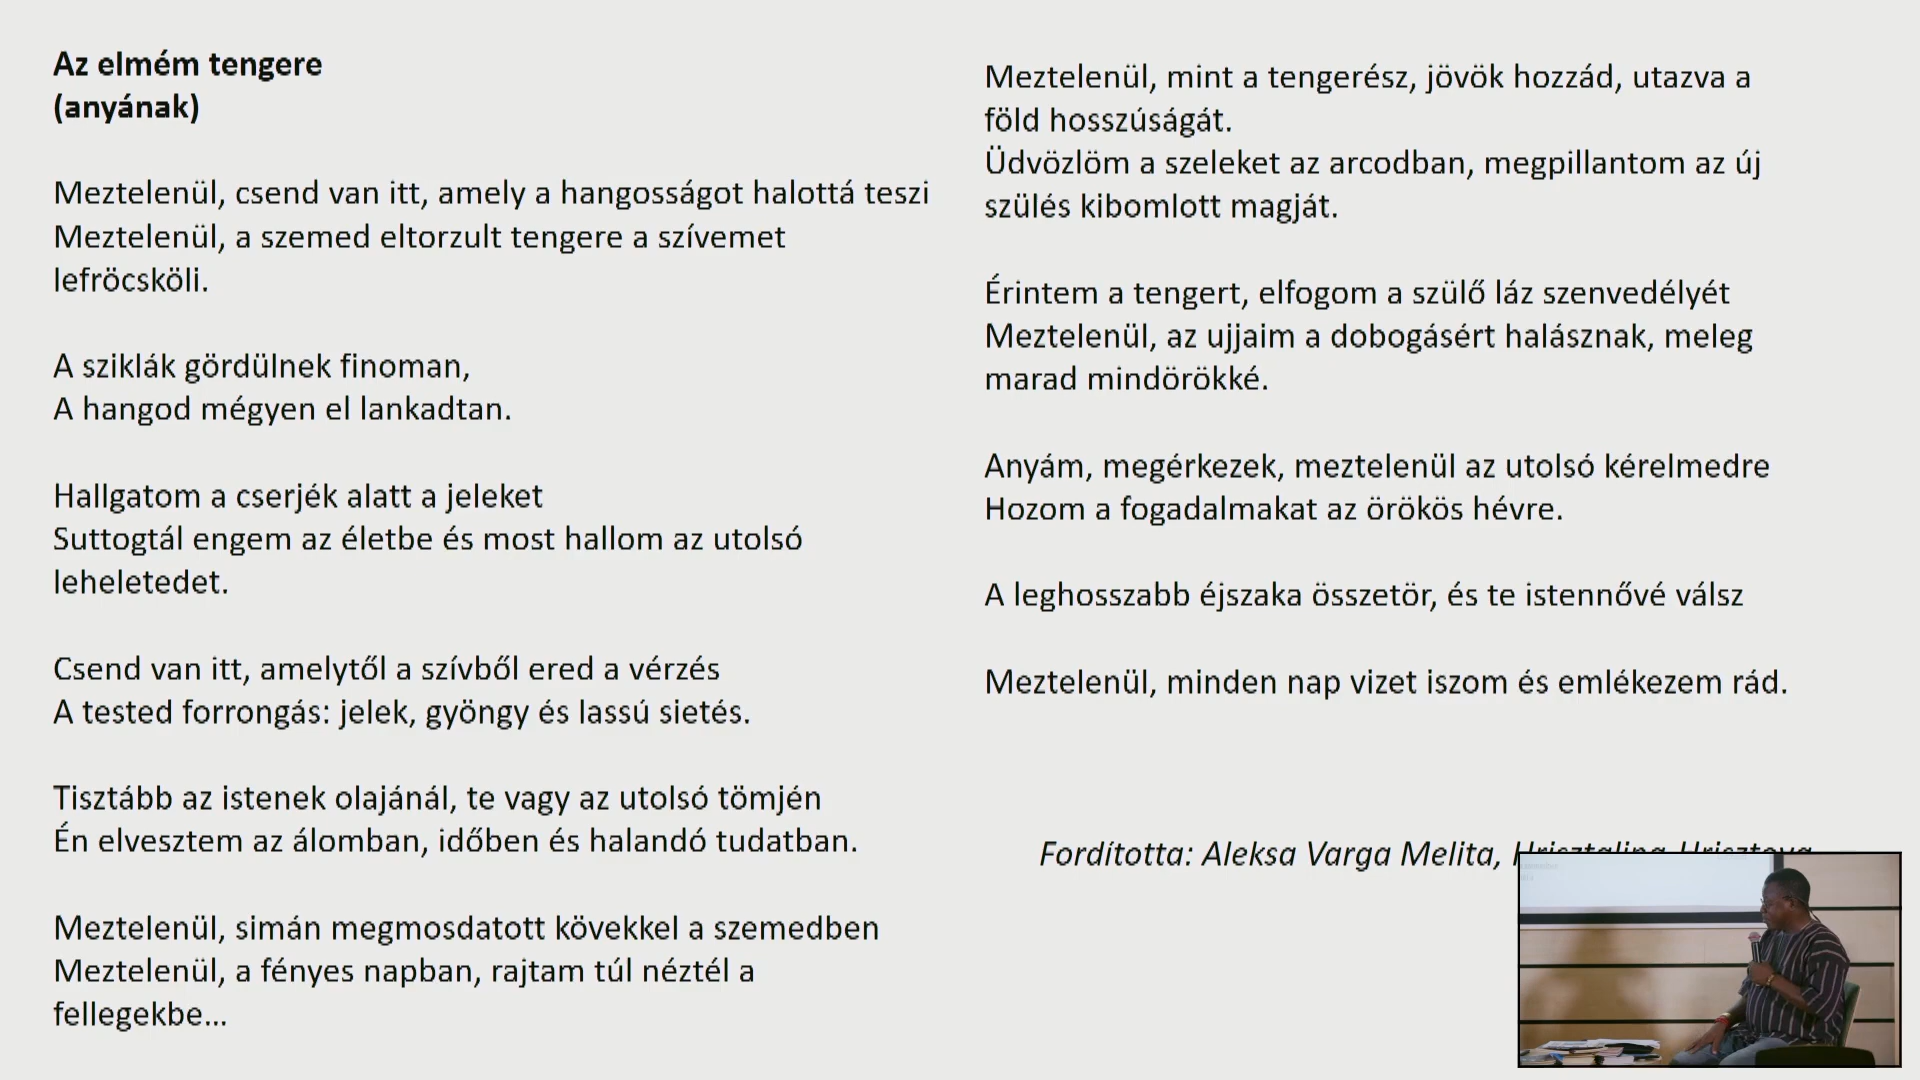 Az elmém tengere
(anyának)
Meztelenül, csend van itt, amely a hangosságot halottá teszi
Meztelenül, a szemed eltorzult tengere a szívemet
lefröcsköli.
A sziklák gördülnek finoman,
A hangod mégyen el lankadtan.
Hallgatom a cserjék alatt a jeleket
Suttogtál engem az életbe és most hallom az utolsó
leheletedet.
Csend van itt, amelytől a szívből ered a vérzés
A tested forrongás: jelek, gyöngy és lassú sietés.
Tisztább az istenek olajánál, te vagy az utolsó tömjén
Én elvesztem az álomban, időben és halandó tudatban.
Meztelenül, simán megmosdatott kövekkel a szemedben
Meztelenül, a fényes napban, rajtam túl néztél a
fellegekbe...
Meztelenül, mint a tengerész, jövök hozzád, utazva a
föld hosszúságát.
Üdvözlöm a szeleket az arcodban, megpillantom az új
szülés kibomlott magját.
Érintem a tengert, elfogom a szülő láz szenvedélyét
Meztelenül, az ujjaim a dobogásért halásznak, meleg
marad mindörökké.
Anyám, megérkezek, meztelenül az utolsó kérelmedre
Hozom a fogadalmakat az örökös hévre.
A leghosszabb éjszaka összetör, és te istennővé válsz
Meztelenül, minden nap vizet iszom és emlékezem rád.
Fordította: Aleksa Varga Melita, Hrisztalina Hrisztova